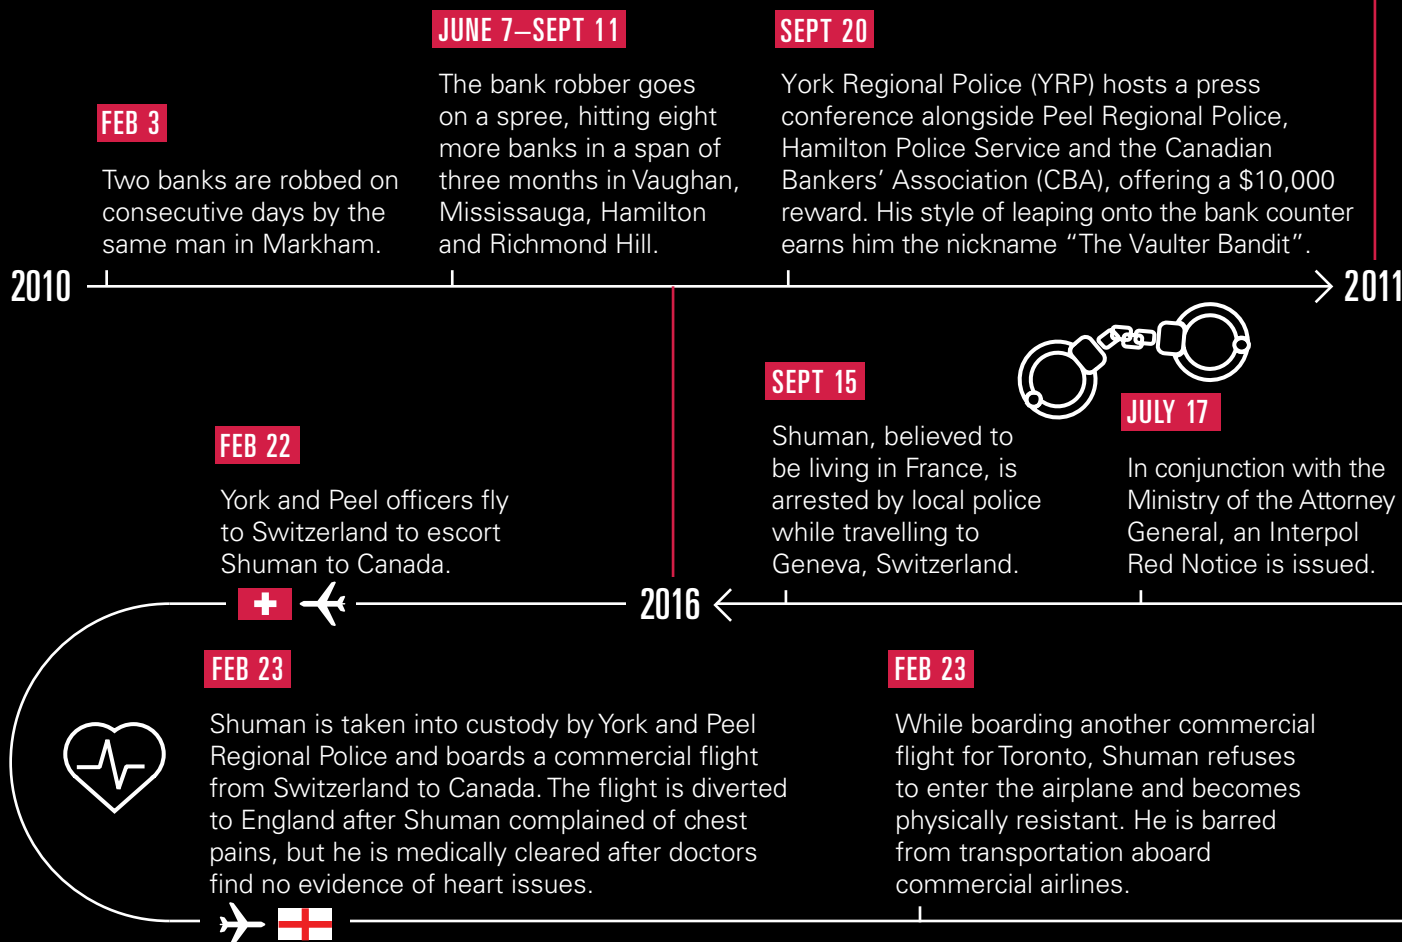 JUNE 7–SEPT 11
SEPT 20
The bank robber goes
on a spree, hitting eight
more banks in a span of
three months in Vaughan,
Mississauga, Hamilton
and Richmond Hill.
York Regional Police (YRP) hosts a press
conference alongside Peel Regional Police,
Hamilton Police Service and the Canadian
Bankers’ Association (CBA), offering a $10,000
reward. His style of leaping onto the bank counter
earns him the nickname “The Vaulter Bandit”.
FEB 3
Two banks are robbed on
consecutive days by the
same man in Markham.
2010
2011
SEPT 15
Shuman, believed to
be living in France, is
arrested by local police
while travelling to
Geneva, Switzerland.
JULY 17
In conjunction with the
Ministry of the Attorney
General, an Interpol
Red Notice is issued.
FEB 22
York and Peel officers fly
to Switzerland to escort
Shuman to Canada.
2016
FEB 23
Shuman is taken into custody by York and Peel
Regional Police and boards a commercial flight
from Switzerland to Canada. The flight is diverted
to England after Shuman complained of chest
pains, but he is medically cleared after doctors
find no evidence of heart issues.
FEB 23
While boarding another commercial
flight for Toronto, Shuman refuses
to enter the airplane and becomes
physically resistant. He is barred
from transportation aboard
commercial airlines.